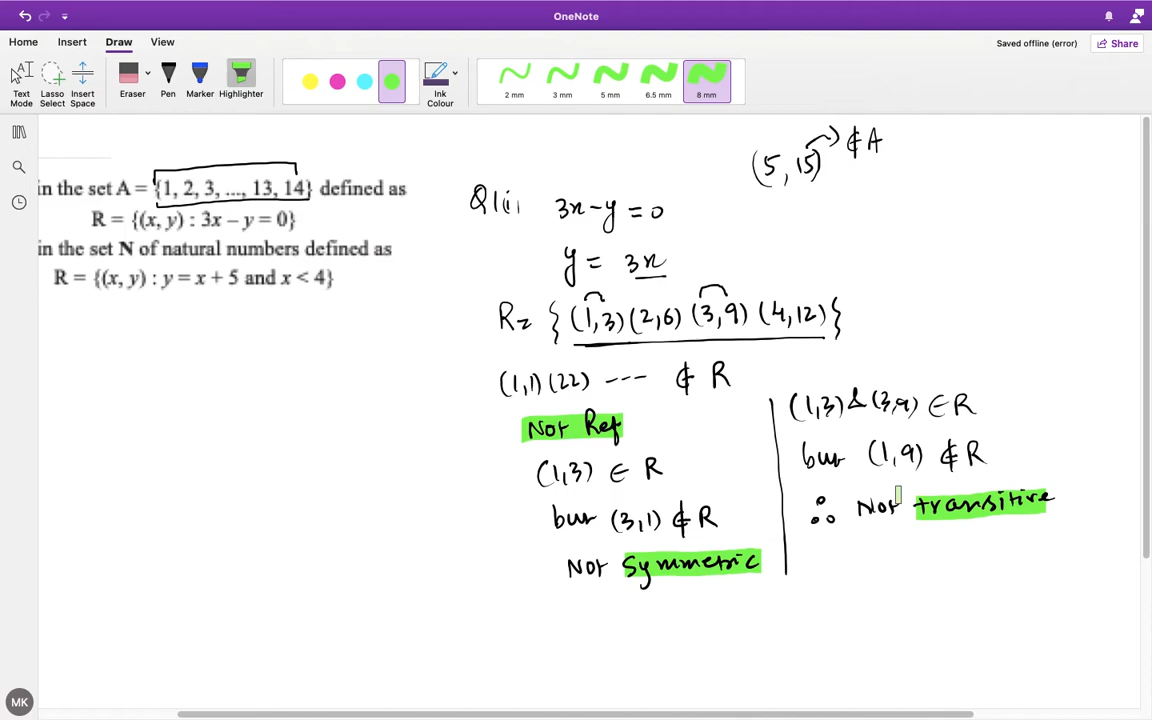 OneNote
Home Insert Draw View
Saved offline (error)
Share
Text Mode
Lasso Select
Insert Space
Eraser
Pen
Marker
Highlighter
Ink Colour
2 mm
3 mm
5 mm
6.5 mm
8 mm
in the set A = {1, 2, 3, ..., 13, 14} defined as
R = {(x, y) : 3x – y = 0}
in the set N of natural numbers defined as
R = {(x, y) : y = x + 5 and x < 4}
(5, 15) ∉ A
Q1(i) 3x-y = 0
y = 3x
R= {(1,3)(2,6)(3,9)(4,12)}
(1,1)(22) ---- ∉ R
Not Ref
(1,3) ∈ R
but (3,1) ∉ R
Not Symmetric
(1,3) & (3,9) ∈ R
but (1,9) ∉ R
∴ Not transitive
MK